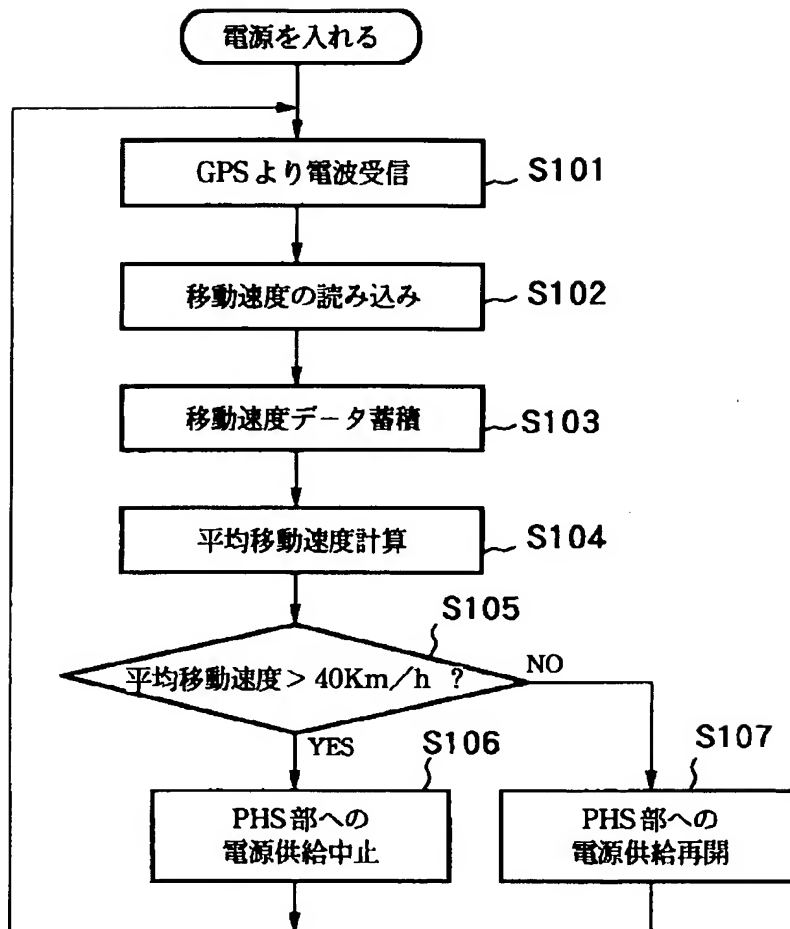 電源を入れる
GPSより電波受信
S101
移動速度の読み込み
S102
移動速度データ蓄積
S103
平均移動速度計算
S104
S105
平均移動速度＞40Km／h ？
NO
YES
S106
PHS部への
電源供給中止
S107
PHS部への
電源供給再開